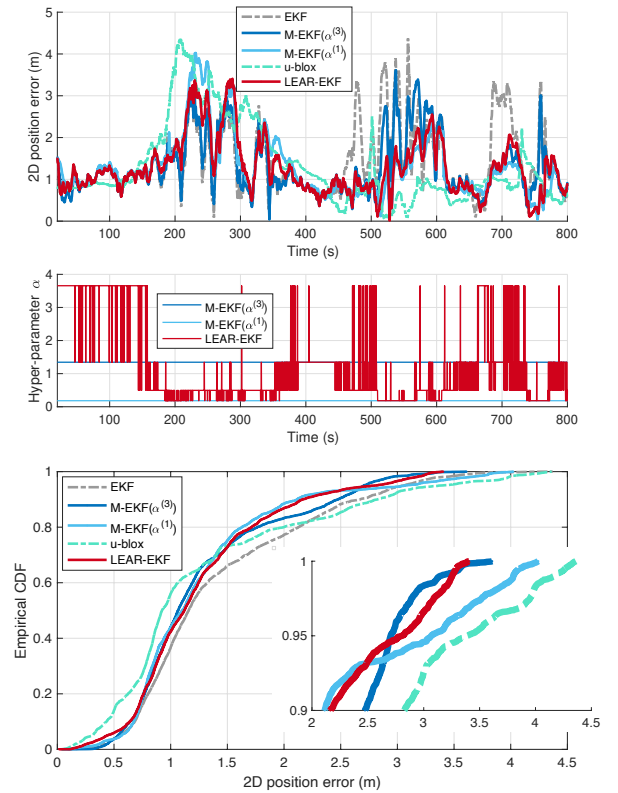 3
2
1
0
2D position error (m)
EKF
M-EKF(α(3))
M-EKF(α(1))
u-blox
LEAR-EKF
100 200 300 400 500 600 700 800
Time (s)
4
3
2
1
0
Hyper-parameter α
M-EKF(α(3))
M-EKF(α(1))
LEAR-EKF
100 200 300 400 500 600 700 800
Time (s)
1
0.8
0.6
0.4
0.2
0
Empirical CDF
EKF
M-EKF(α(3))
M-EKF(α(1))
u-blox
LEAR-EKF
1
0.95
0.9
2 2.5 3 3.5 4 4.5
0 0.5 1 1.5 2 2.5 3 3.5 4 4.5
2D position error (m)